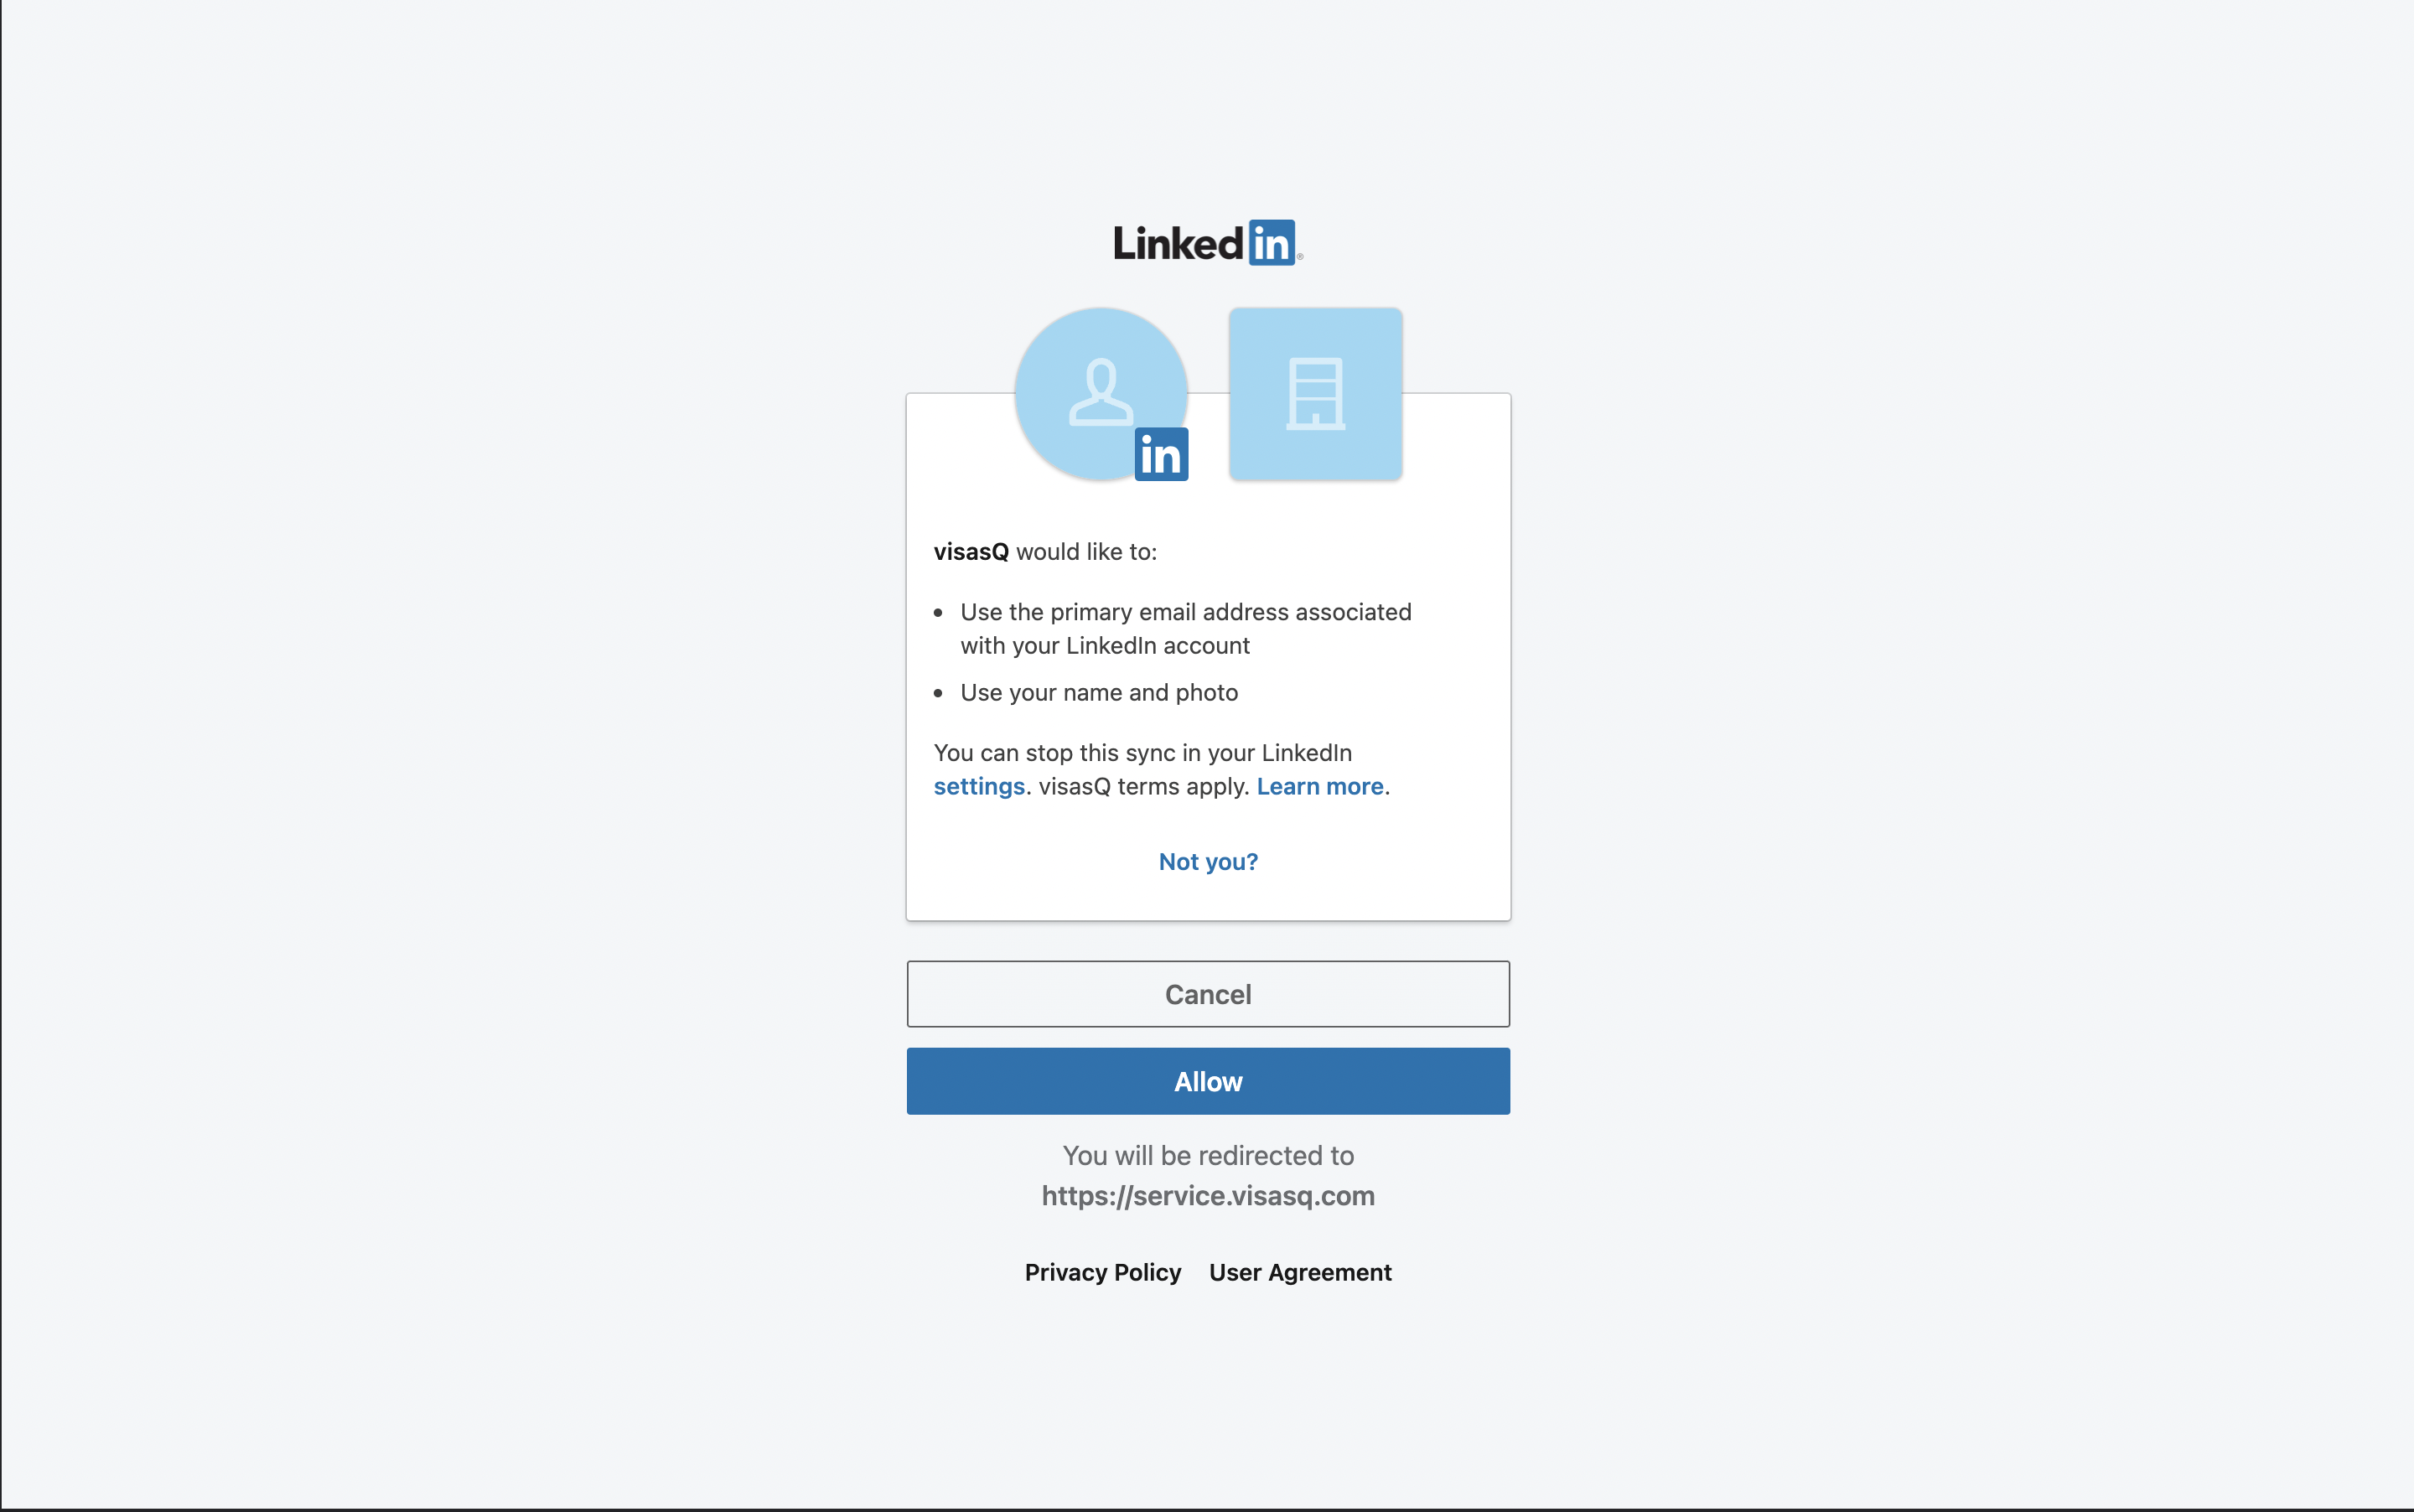 Linked in ®
in
visasQ would like to:
• Use the primary email address associated
with your LinkedIn account
• Use your name and photo
You can stop this sync in your LinkedIn
settings. visasQ terms apply. Learn more.
Not you?
Cancel
Allow
You will be redirected to
https://service.visasq.com
Privacy Policy User Agreement